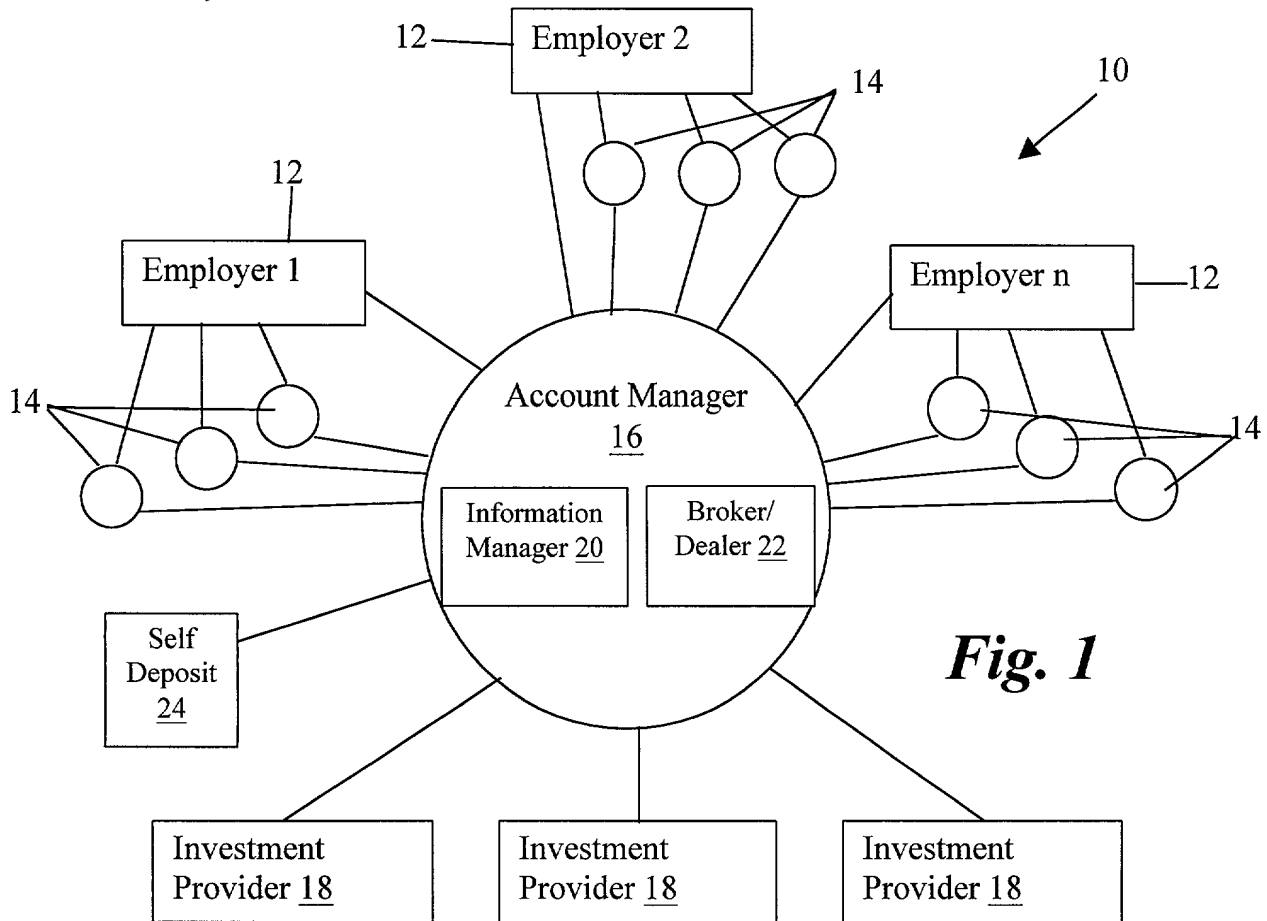 12
Employer 2
14
10
12
Employer 1
Employer n
12
14
Account Manager
16
14
Information
Manager 20
Broker/
Dealer 22
Self
Deposit
24
Fig. 1
Investment
Provider 18
Investment
Provider 18
Investment
Provider 18